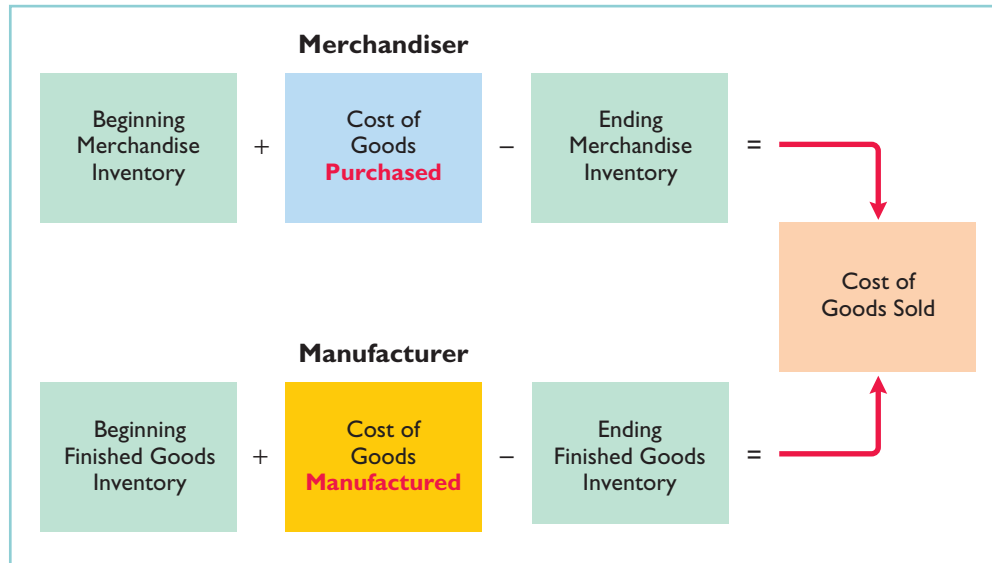 Merchandiser
Beginning
Merchandise
Inventory
+
Cost of
Goods
Purchased
–
Ending
Merchandise
Inventory
=
Cost of
Goods Sold
Manufacturer
Beginning
Finished Goods
Inventory
+
Cost of
Goods
Manufactured
–
Ending
Finished Goods
Inventory
=